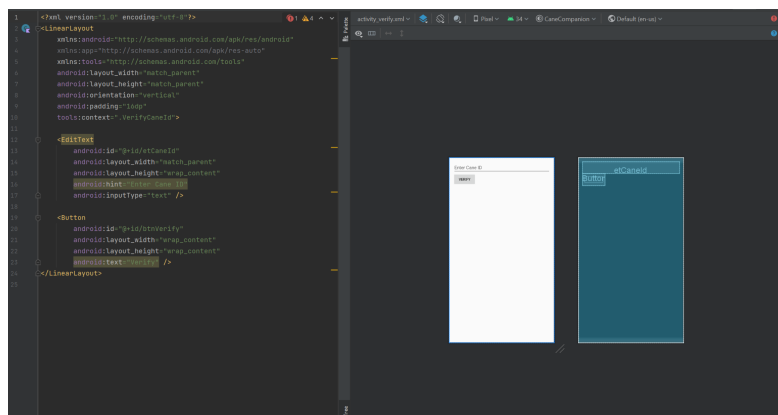 1 <?xml version="1.0" encoding="utf-8"?>
<LinearLayout
xmlns:android="http://schemas.android.com/apk/res/android"
xmlns:app="http://schemas.android.com/apk/res-auto"
xmlns:tools="http://schemas.android.com/tools"
android:layout_width="match_parent"
android:layout_height="match_parent"
android:orientation="vertical"
android:padding="16dp"
tools:context=".VerifyCaneId">
<EditText
android:id="@+id/etCaneId"
android:layout_width="match_parent"
android:layout_height="wrap_content"
android:hint="Enter Cane ID"
android:inputType="text" />
<Button
android:id="@+id/btnVerify"
android:layout_width="wrap_content"
android:layout_height="wrap_content"
android:text="Verify" />
</LinearLayout>
1 4
Palette
activity_verify.xml
Pixel
34
CaneCompanion
Default (en-us)
Enter Cane ID
VERIFY
etCaneId
Button